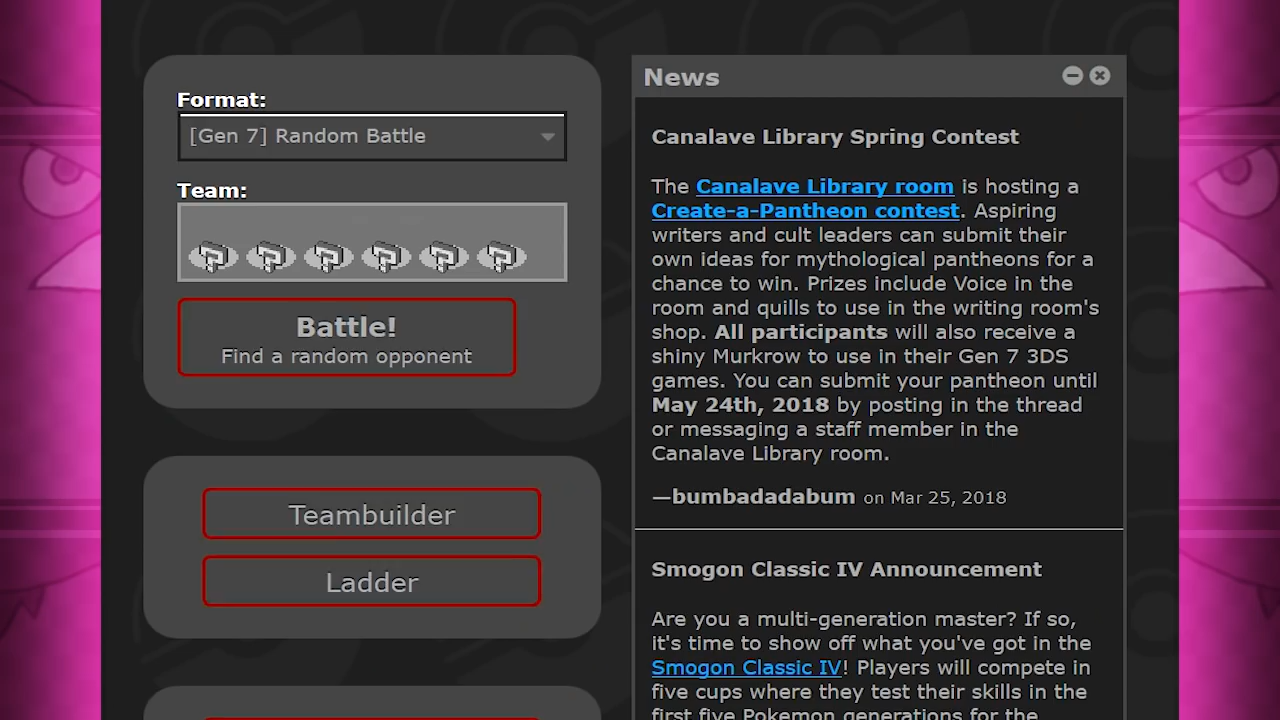 Format:
[Gen 7] Random Battle
Team:
Battle!
Find a random opponent
Teambuilder
Ladder
News
Canalave Library Spring Contest
The Canalave Library room is hosting a
Create-a-Pantheon contest. Aspiring
writers and cult leaders can submit their
own ideas for mythological pantheons for a
chance to win. Prizes include Voice in the
room and quills to use in the writing room's
shop. All participants will also receive a
shiny Murkrow to use in their Gen 7 3DS
games. You can submit your pantheon until
May 24th, 2018 by posting in the thread
or messaging a staff member in the
Canalave Library room.
—bumbadadabum on Mar 25, 2018
Smogon Classic IV Announcement
Are you a multi-generation master? If so,
it's time to show off what you've got in the
Smogon Classic IV! Players will compete in
five cups where they test their skills in the
first five Pokemon generations for the